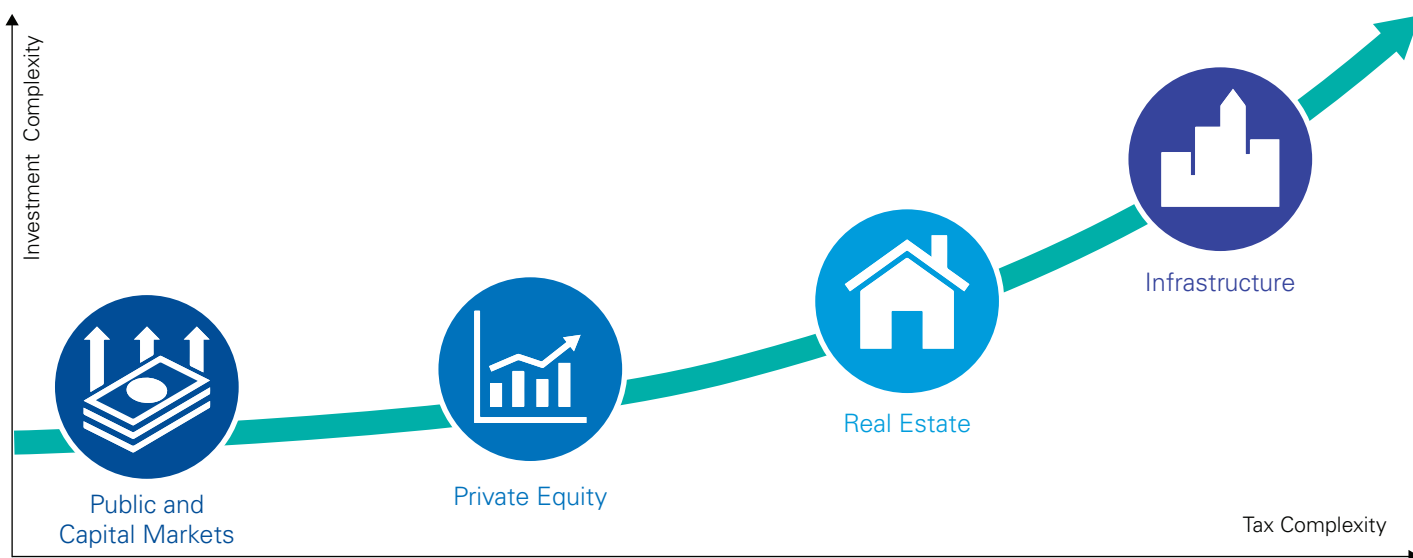 Investment Complexity
Public and
Capital Markets
Private Equity
Real Estate
Infrastructure
Tax Complexity